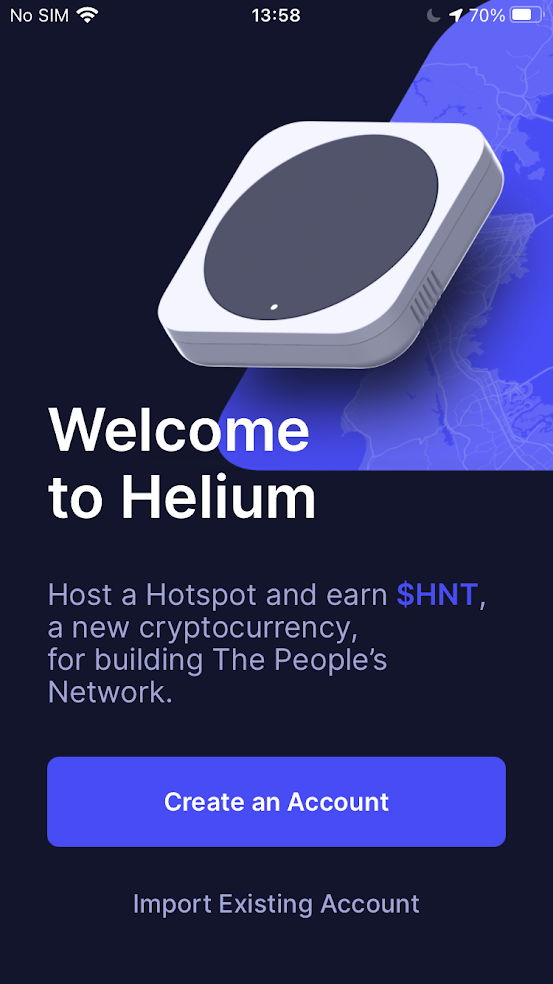 No SIM 13:58 70%
Welcome
to Helium
Host a Hotspot and earn $HNT,
a new cryptocurrency,
for building The People’s
Network.
Create an Account
Import Existing Account